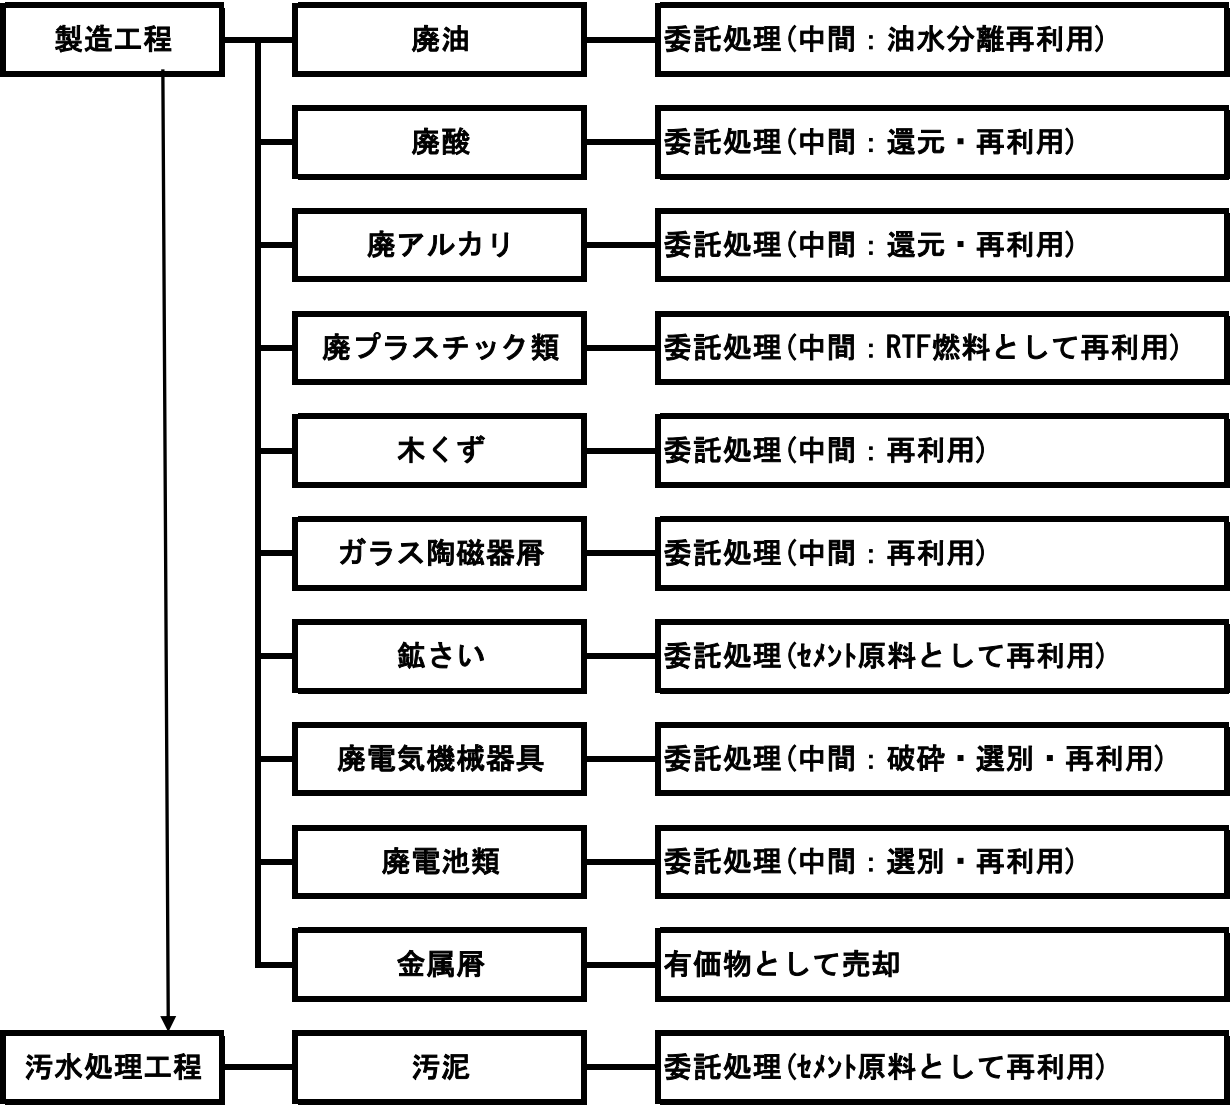 製造工程
廃油
委託処理(中間:油水分離再利用)
廃酸
委託処理(中間:還元・再利用)
廃アルカリ
委託処理(中間:還元・再利用)
廃プラスチック類
委託処理(中間:RTF燃料として再利用)
木くず
委託処理(中間:再利用)
ガラス陶磁器屑
委託処理(中間:再利用)
鉱さい
委託処理(セメント原料として再利用)
廃電気機械器具
委託処理(中間:破砕・選別・再利用)
廃電池類
委託処理(中間:選別・再利用)
金属屑
有価物として売却
汚水処理工程
汚泥
委託処理(セメント原料として再利用)